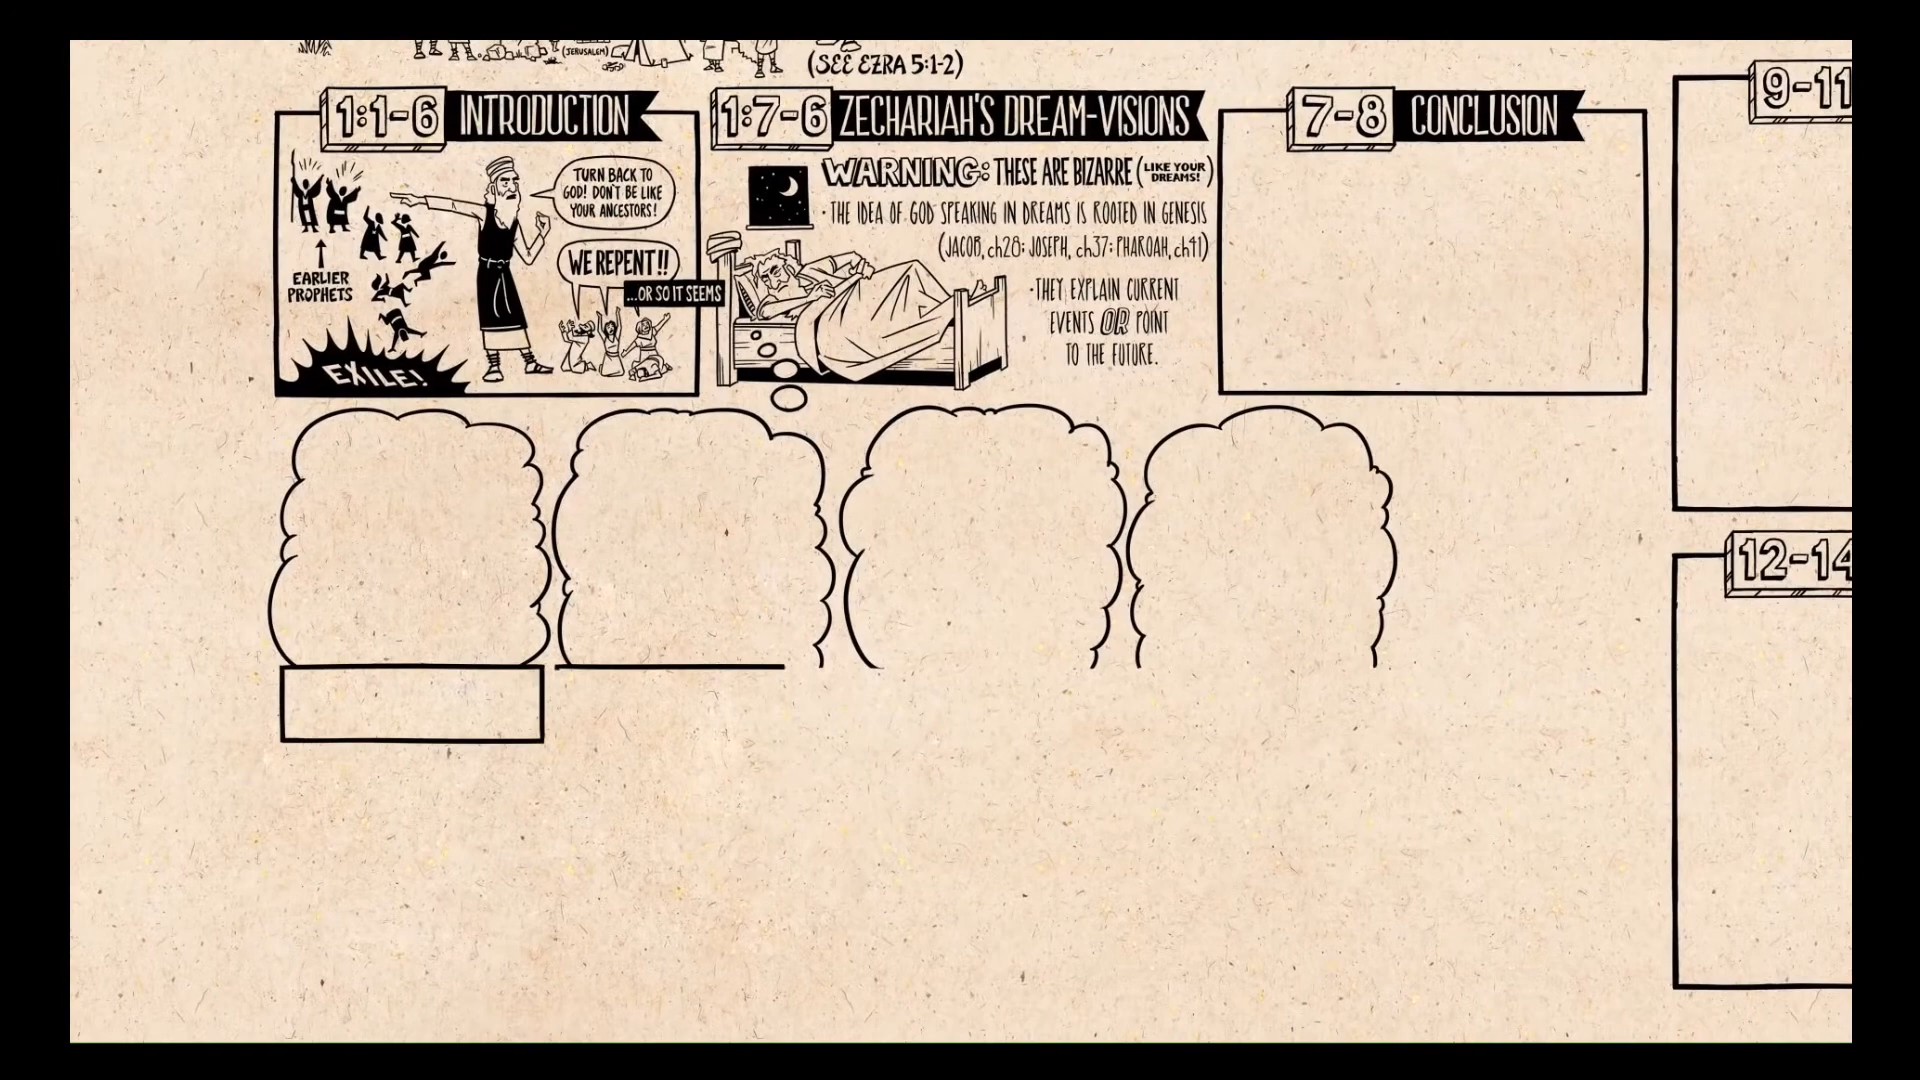 (JERUSALEM)
(SEE EZRA 5:1-2)
1:1-6 INTRODUCTION
TURN BACK TO
GOD! DON'T BE LIKE
YOUR ANCESTORS!
WE REPENT!!
...OR SO IT SEEMS
EARLIER
PROPHETS
EXILE!
1:7-6 ZECHARIAH'S DREAM-VISIONS
WARNING: THESE ARE BIZARRE (LIKE YOUR
DREAMS!)
·THE IDEA OF GOD SPEAKING IN DREAMS IS ROOTED IN GENESIS
(JACOB, ch28; JOSEPH, ch37; PHAROAH, ch41)
·THEY EXPLAIN CURRENT
EVENTS OR POINT
TO THE FUTURE.
7-8 CONCLUSION
9-11
12-14